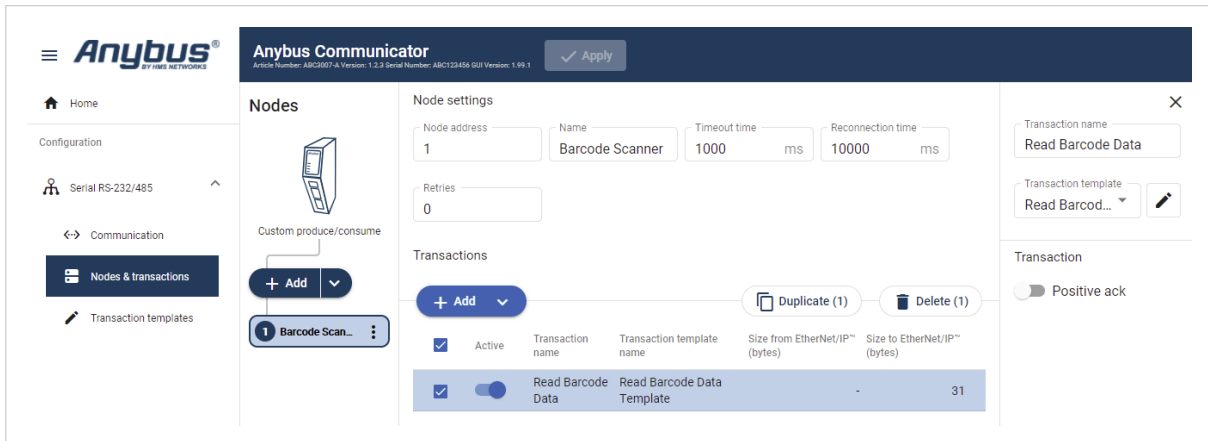 Anybus®
BY HMS NETWORKS
Anybus Communicator
Article Number: ABC3007-A Version: 1.2.3 Serial Number: ABC123456 GUI Version: 1.99.1
Apply
Home
Configuration
Serial RS-232/485
Communication
Nodes & transactions
Transaction templates
Nodes
Custom produce/consume
Add
1 Barcode Scan...
Node settings
Node address
1
Name
Barcode Scanner
Timeout time
1000 ms
Reconnection time
10000 ms
Retries
0
Transactions
Add
Duplicate (1)
Delete (1)
Active
Transaction
name
Transaction template
name
Size from EtherNet/IP™
(bytes)
Size to EtherNet/IP™
(bytes)
Read Barcode
Data
Read Barcode Data
Template
-
31
Transaction name
Read Barcode Data
Transaction template
Read Barcod...
Transaction
Positive ack